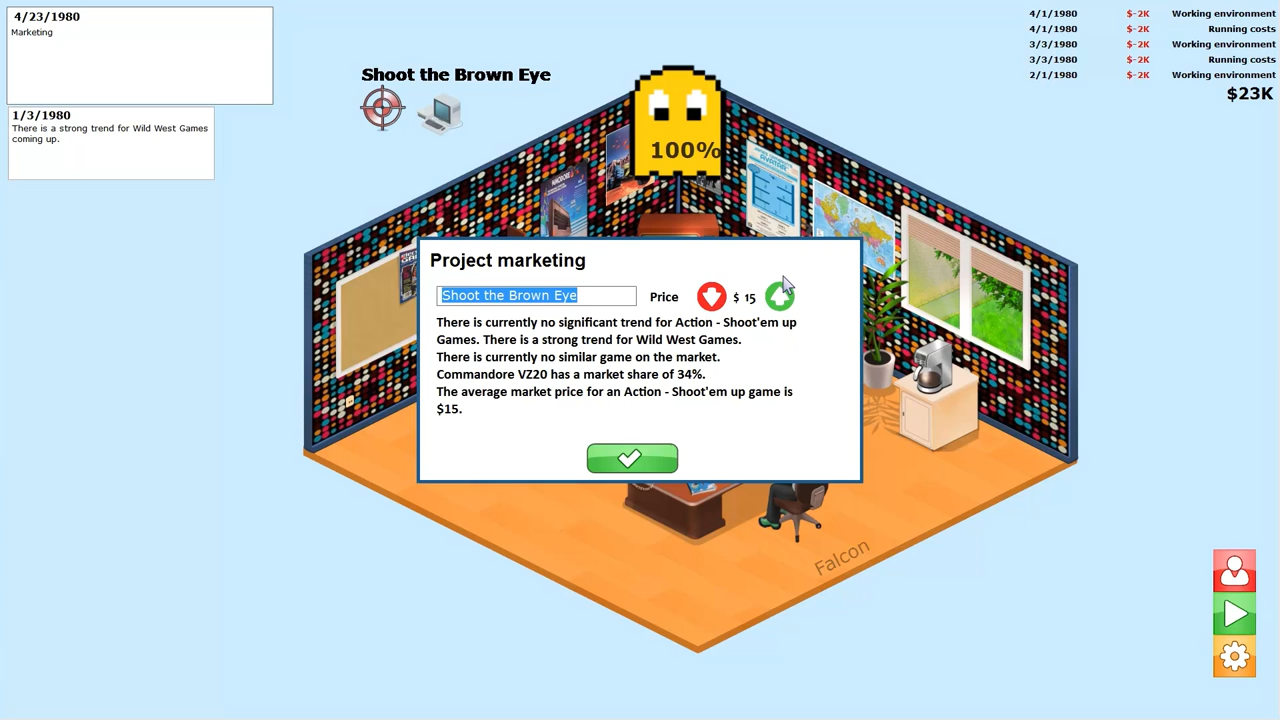 4/23/1980
Marketing
1/3/1980
There is a strong trend for Wild West Games
coming up.
Shoot the Brown Eye
100%
4/1/1980 $-2K Working environment
4/1/1980 $-2K Running costs
3/3/1980 $-2K Working environment
3/3/1980 $-2K Running costs
2/1/1980 $-2K Working environment
$23K
AVATAR
Project marketing
Shoot the Brown Eye Price $ 15
There is currently no significant trend for Action - Shoot'em up
Games. There is a strong trend for Wild West Games.
There is currently no similar game on the market.
Commandore VZ20 has a market share of 34%.
The average market price for an Action - Shoot'em up game is
$15.
Falcon